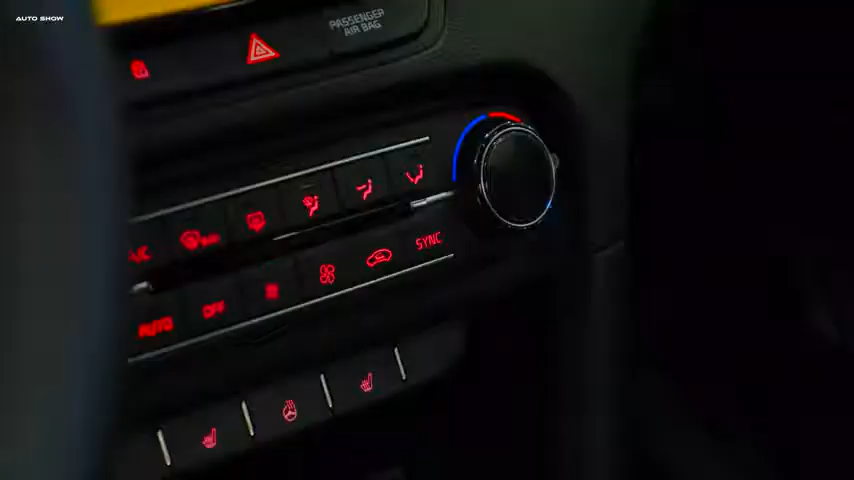 AUTO SHOW
PASSENGER
AIR BAG
A/C
AUTO
OFF
SYNC